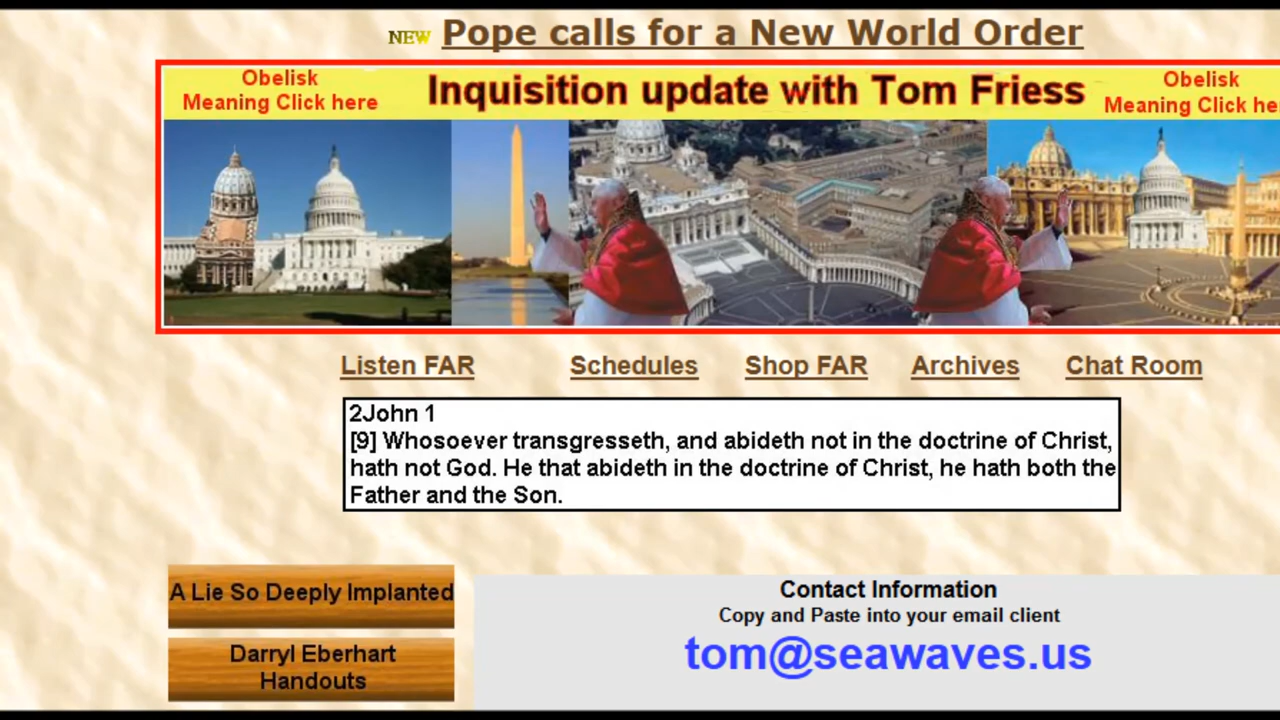 NEW Pope calls for a New World Order
Obelisk
Meaning Click here
Inquisition update with Tom Friess
Obelisk
Meaning Click he
Listen FAR Schedules Shop FAR Archives Chat Room
2John 1
[9] Whosoever transgresseth, and abideth not in the doctrine of Christ,
hath not God. He that abideth in the doctrine of Christ, he hath both the
Father and the Son.
A Lie So Deeply Implanted
Darryl Eberhart
Handouts
Contact Information
Copy and Paste into your email client
tom@seawaves.us